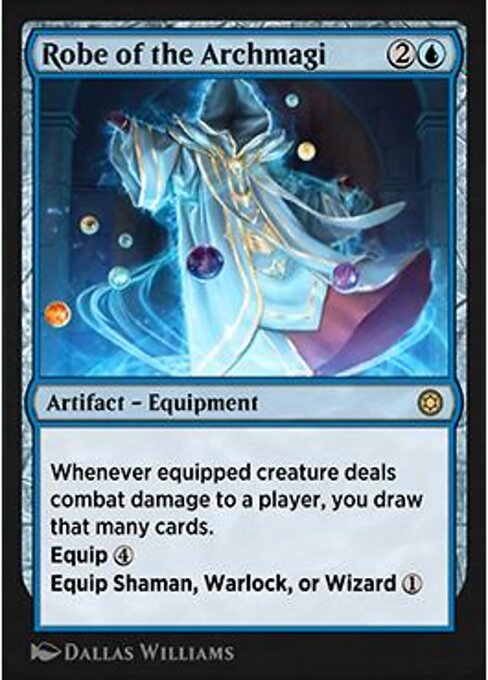 Robe of the Archmagi 2
Artifact – Equipment
Whenever equipped creature deals
combat damage to a player, you draw
that many cards.
Equip 4
Equip Shaman, Warlock, or Wizard 1
DALLAS WILLIAMS